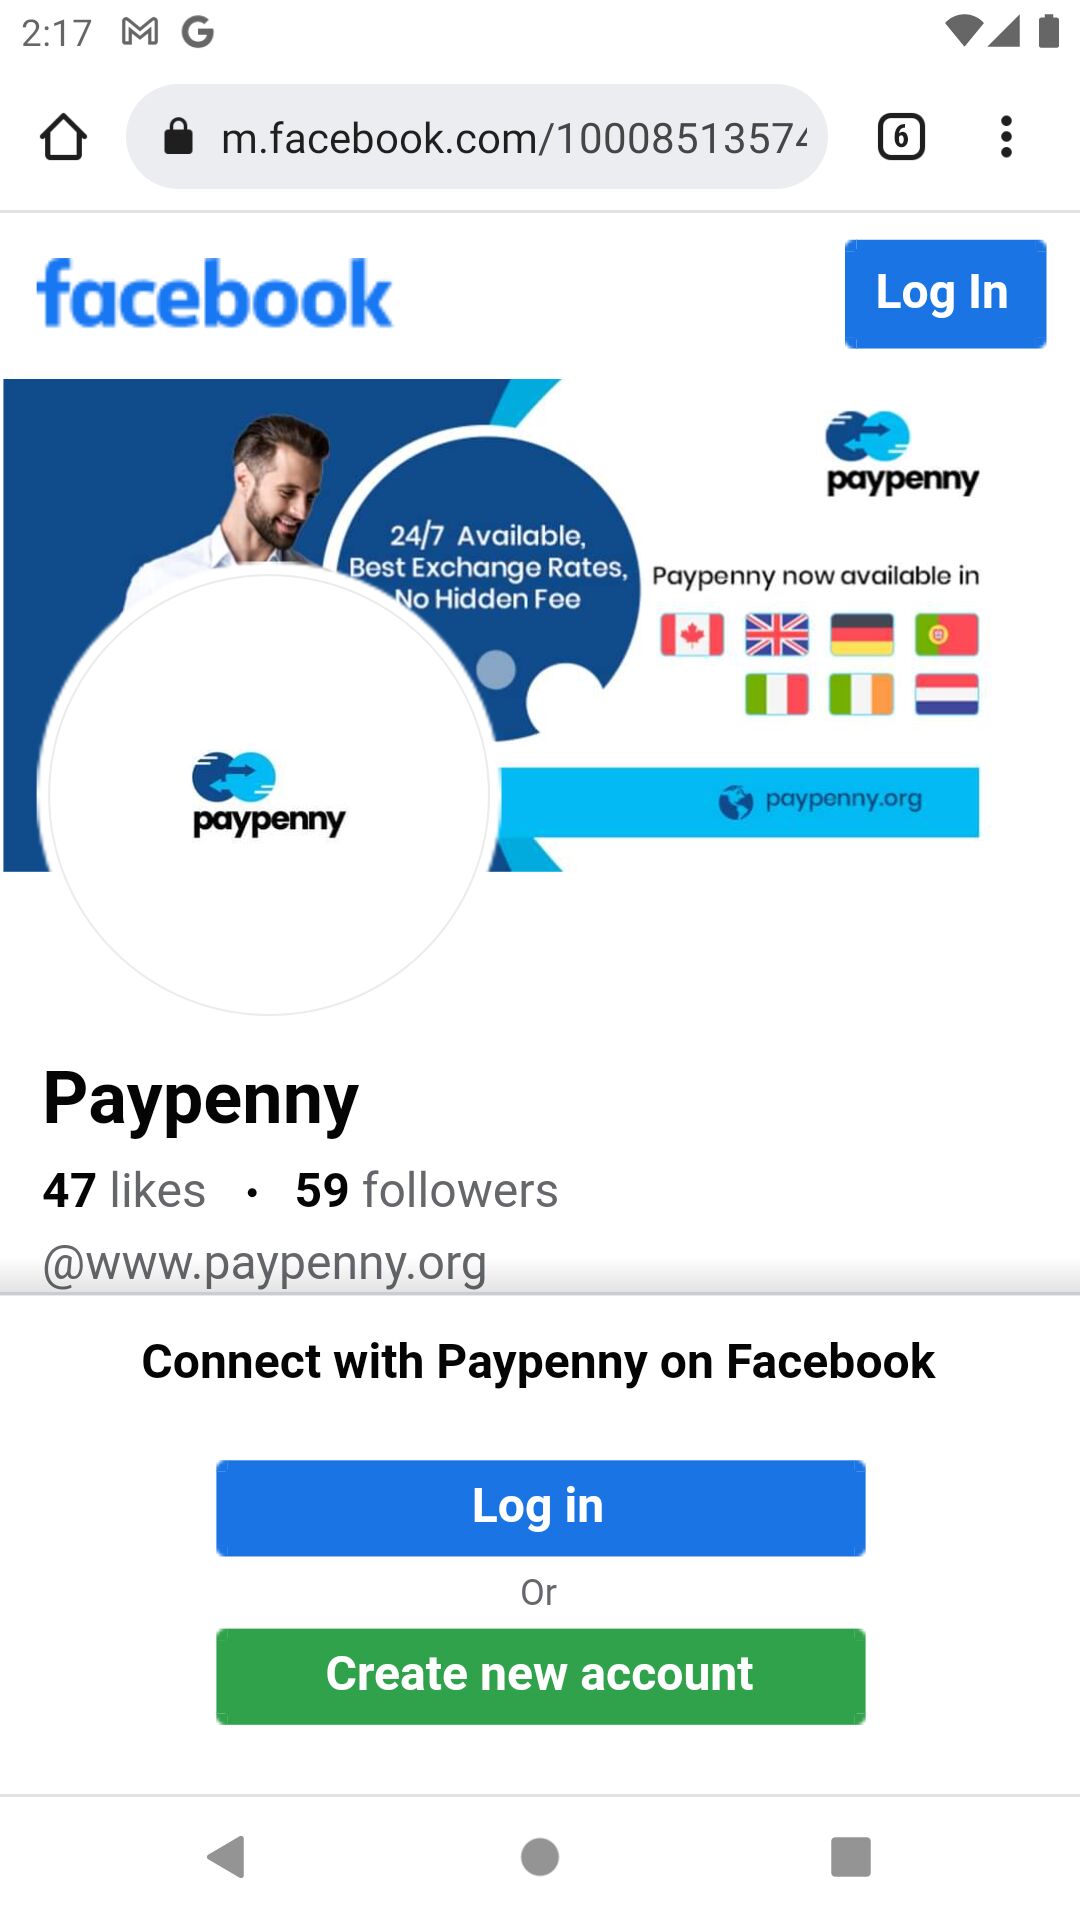 2:17
m.facebook.com/10008513574
6
facebook
Log In
24/7 Available,
Best Exchange Rates,
No Hidden Fee
paypenny
Paypenny now available in
paypenny.org
paypenny
Paypenny
47 likes • 59 followers
@www.paypenny.org
Connect with Paypenny on Facebook
Log in
Or
Create new account